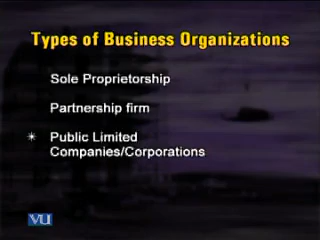 Types of Business Organizations
Sole Proprietorship
Partnership firm
✴ Public Limited
Companies/Corporations
VU